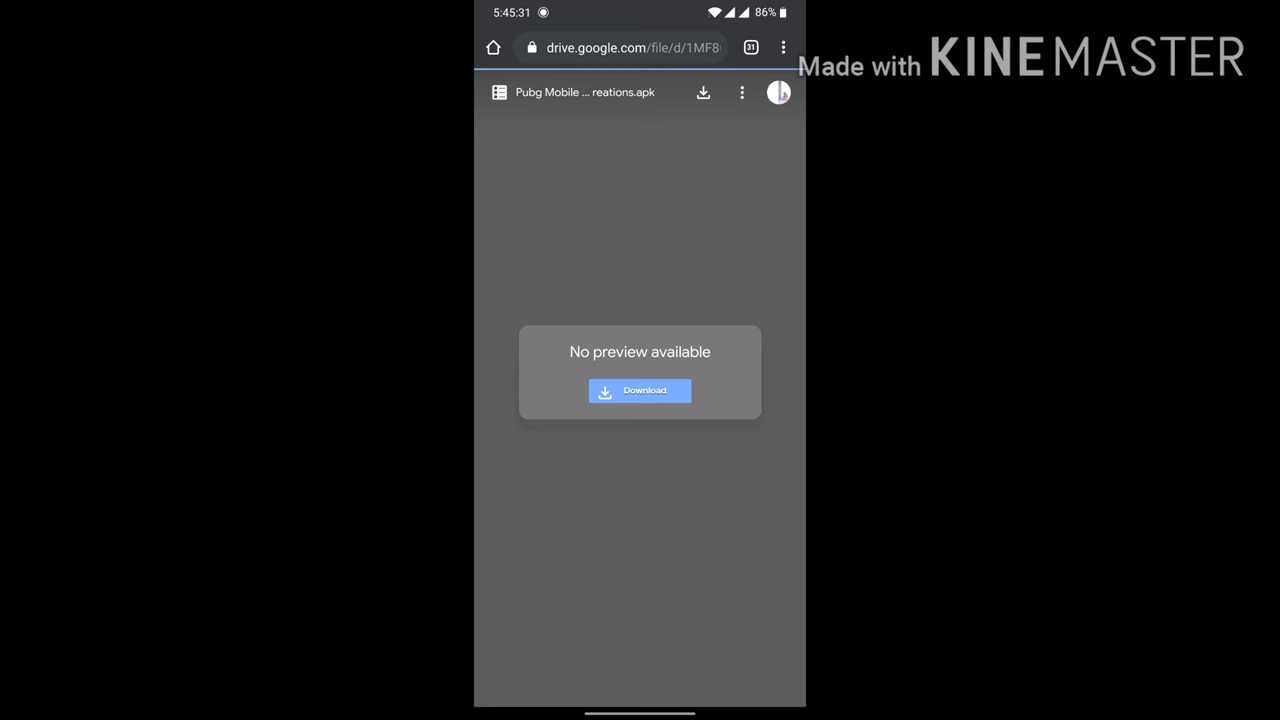 5:45:31
86%
drive.google.com/file/d/1MF8
31
Made with KINEMASTER
Pubg Mobile ... reations.apk
No preview available
Download